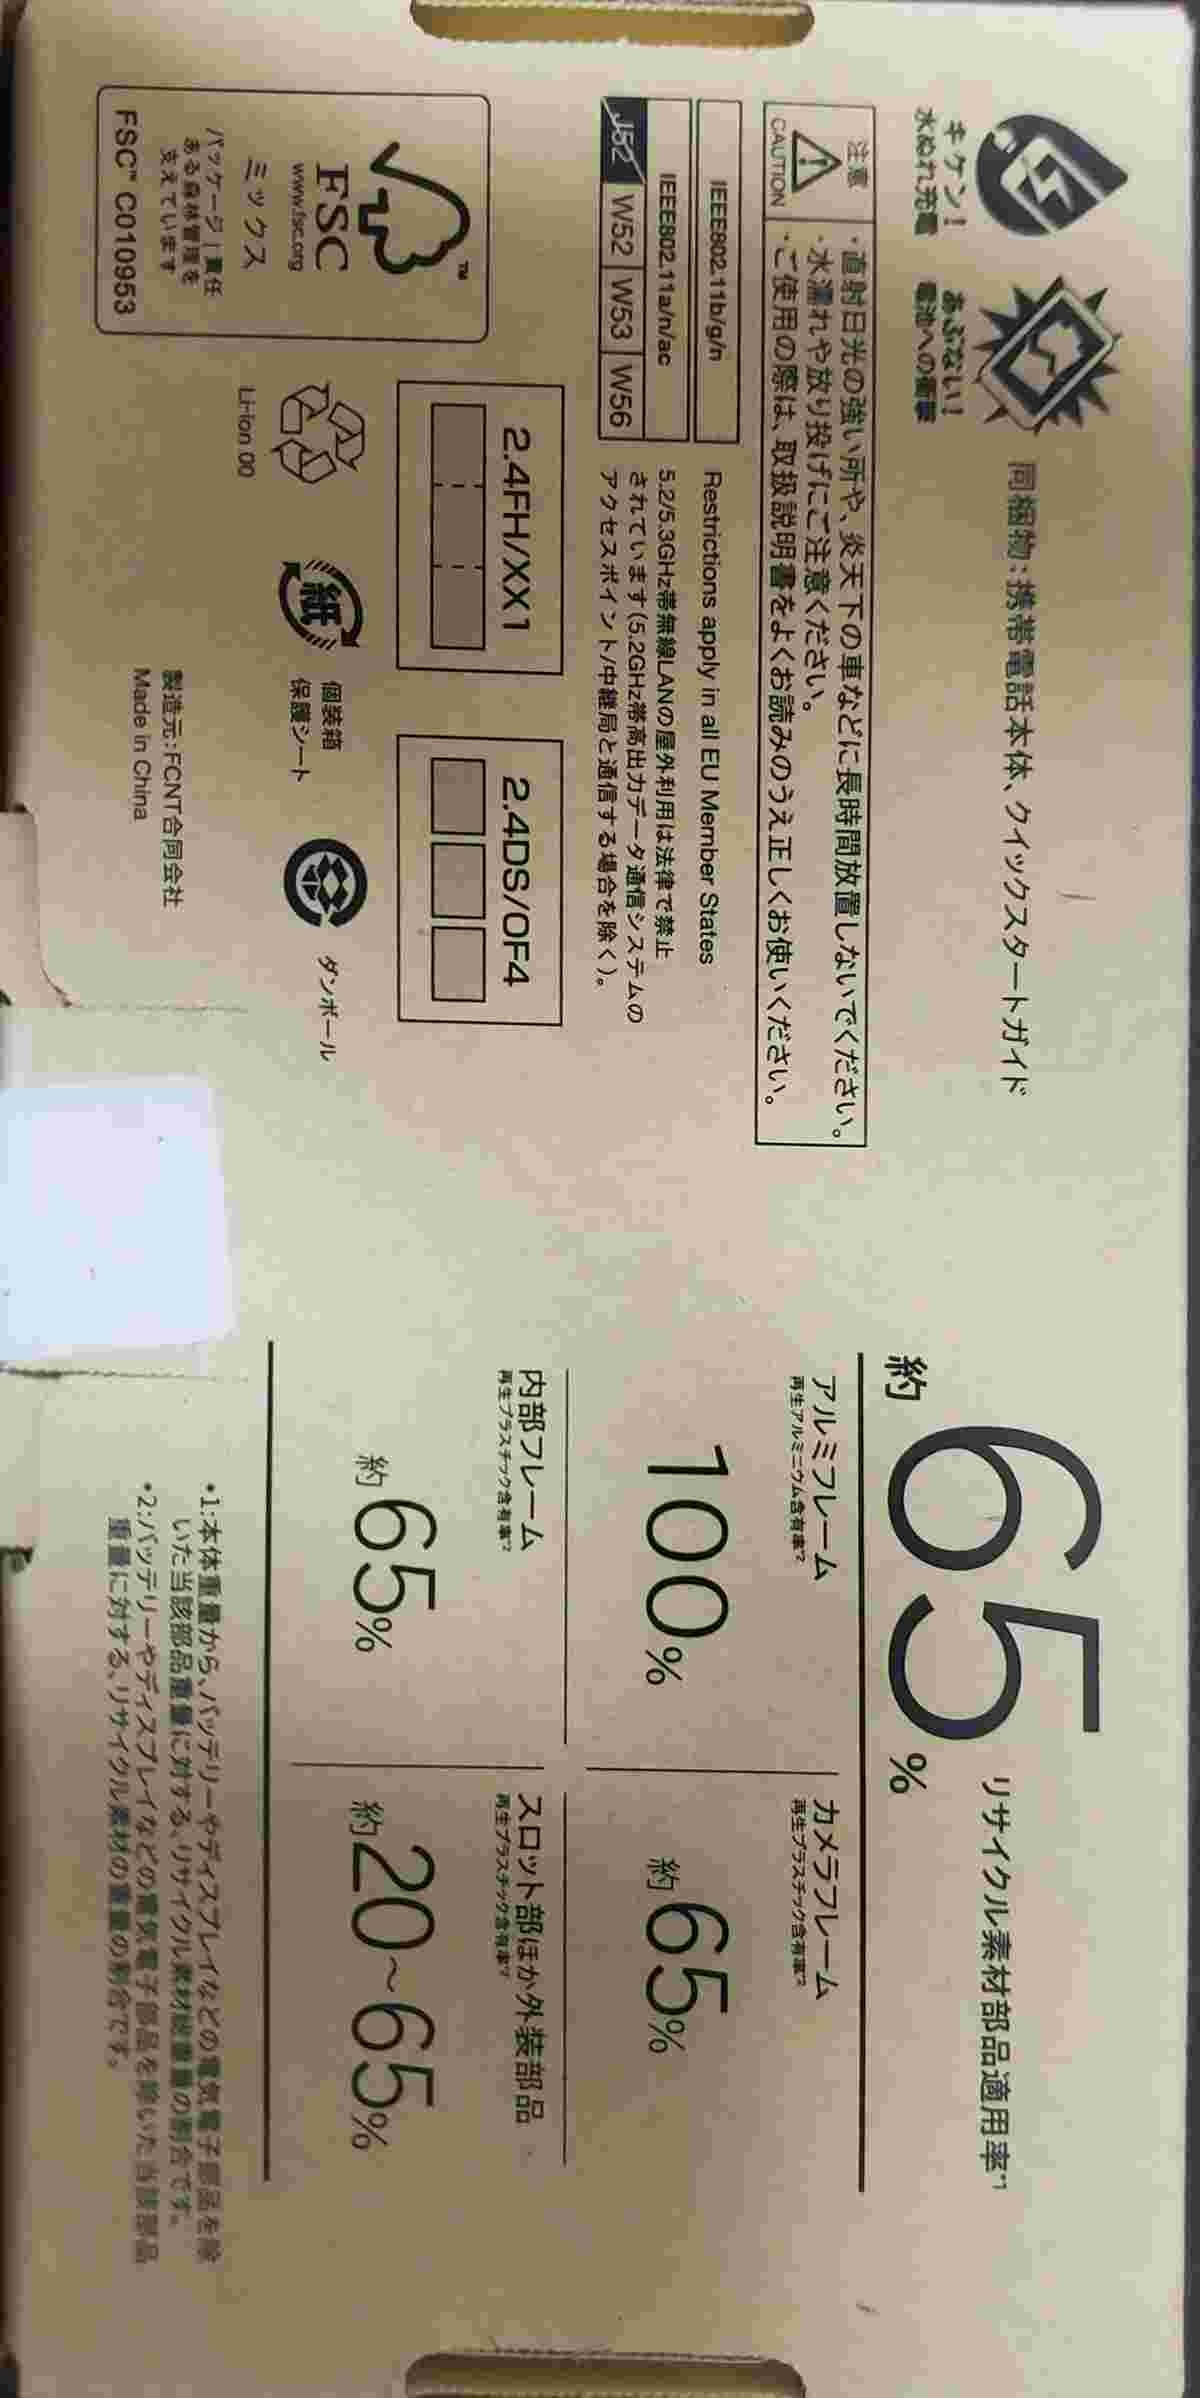 キケン!
水ぬれ充電
あぶない!
電池への衝撃
同梱物:携帯電話本体、クイックスタートガイド
注意
CAUTION
・直射日光の強い所や、炎天下の車などに長時間放置しないでください。
・水濡れや放り投げにご注意ください。
・ご使用の際は、取扱説明書をよくお読みのうえ正しくお使いください。
IEEE802.11b/g/n
IEEE802.11a/n/ac
J52 W52 W53 W56
Restrictions apply in all EU Member States
5.2/5.3GHz帯無線LANの屋外利用は法律で禁止
されています(5.2GHz帯高出力データ通信システムの
アクセスポイント/中継局と通信する場合を除く)。
2.4FH/XX1
2.4DS/OF4
FSC
™
www.fsc.org
ミックス
パッケージ | 責任
ある森林管理を
支えています
FSC™ C010953
Li-ion 00
紙
個装箱
保護シート
ダンボール
製造元:FCNT合同会社
Made in China
約65%
リサイクル素材部品適用率*1
アルミフレーム
再生アルミニウム含有率*2
100%
カメラフレーム
再生プラスチック含有率*2
約65%
内部フレーム
再生プラスチック含有率*2
約65%
スロット部ほか外装部品
再生プラスチック含有率*2
約20~65%
*1:本体重量から、バッテリーやディスプレイなどの電気電子部品を除
いた当該部品重量に対する、リサイクル素材総重量の割合です。
*2:バッテリーやディスプレイなどの電気電子部品を除いた当該部品
重量に対する、リサイクル素材の重量の割合です。